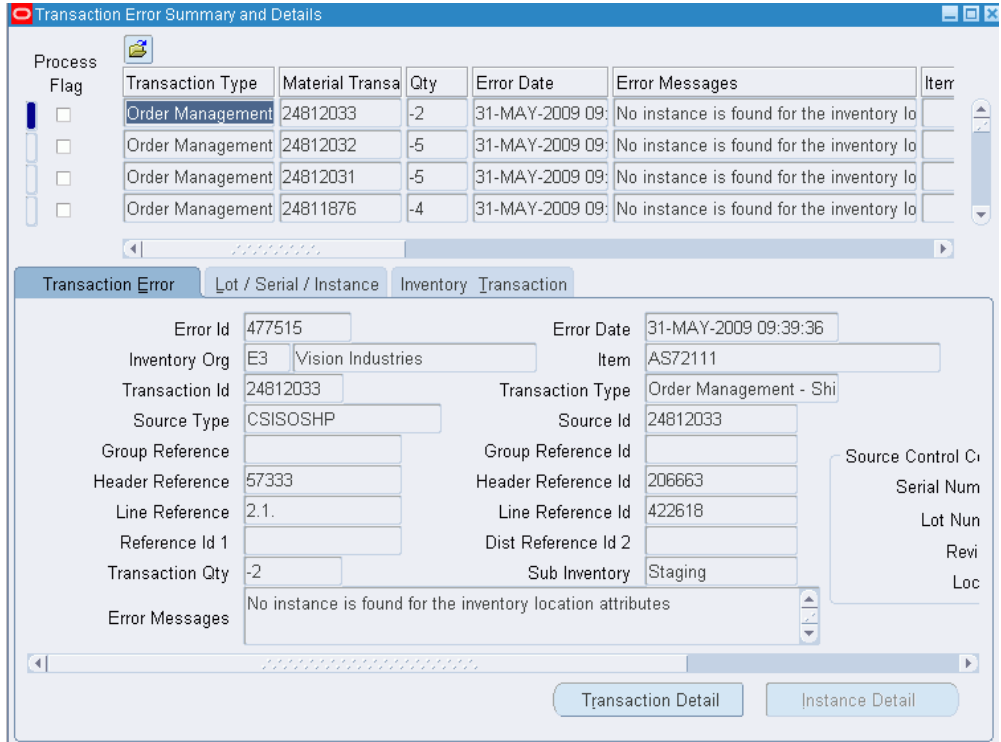 Transaction Error Summary and Details
Process
Flag
Transaction Type Material Transa Qty Error Date Error Messages Item
Order Management 24812033 -2 31-MAY-2009 09: No instance is found for the inventory lo
Order Management 24812032 -5 31-MAY-2009 09: No instance is found for the inventory lo
Order Management 24812031 -5 31-MAY-2009 09: No instance is found for the inventory lo
Order Management 24811876 -4 31-MAY-2009 09: No instance is found for the inventory lo
Transaction Error Lot / Serial / Instance Inventory Transaction
Error Id 477515 Error Date 31-MAY-2009 09:39:36
Inventory Org E3 Vision Industries Item AS72111
Transaction Id 24812033 Transaction Type Order Management - Shi
Source Type CSISOSHP Source Id 24812033
Group Reference Group Reference Id Source Control C
Header Reference 57333 Header Reference Id 206663 Serial Num
Line Reference 2.1. Line Reference Id 422618 Lot Nun
Reference Id 1 Dist Reference Id 2 Revi
Transaction Qty -2 Sub Inventory Staging Loc
Error Messages No instance is found for the inventory location attributes
Transaction Detail Instance Detail